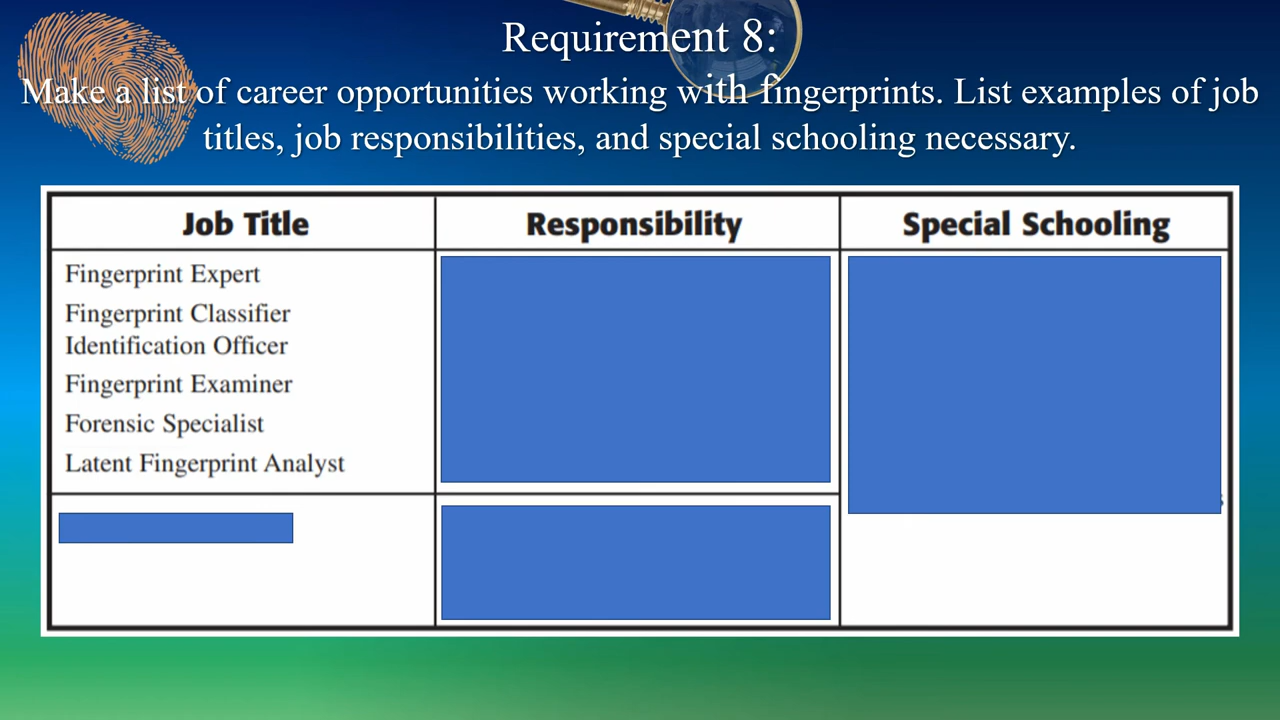 Requirement 8:
Make a list of career opportunities working with fingerprints. List examples of job
titles, job responsibilities, and special schooling necessary.
Job Title
Responsibility
Special Schooling
Fingerprint Expert
Fingerprint Classifier
Identification Officer
Fingerprint Examiner
Forensic Specialist
Latent Fingerprint Analyst